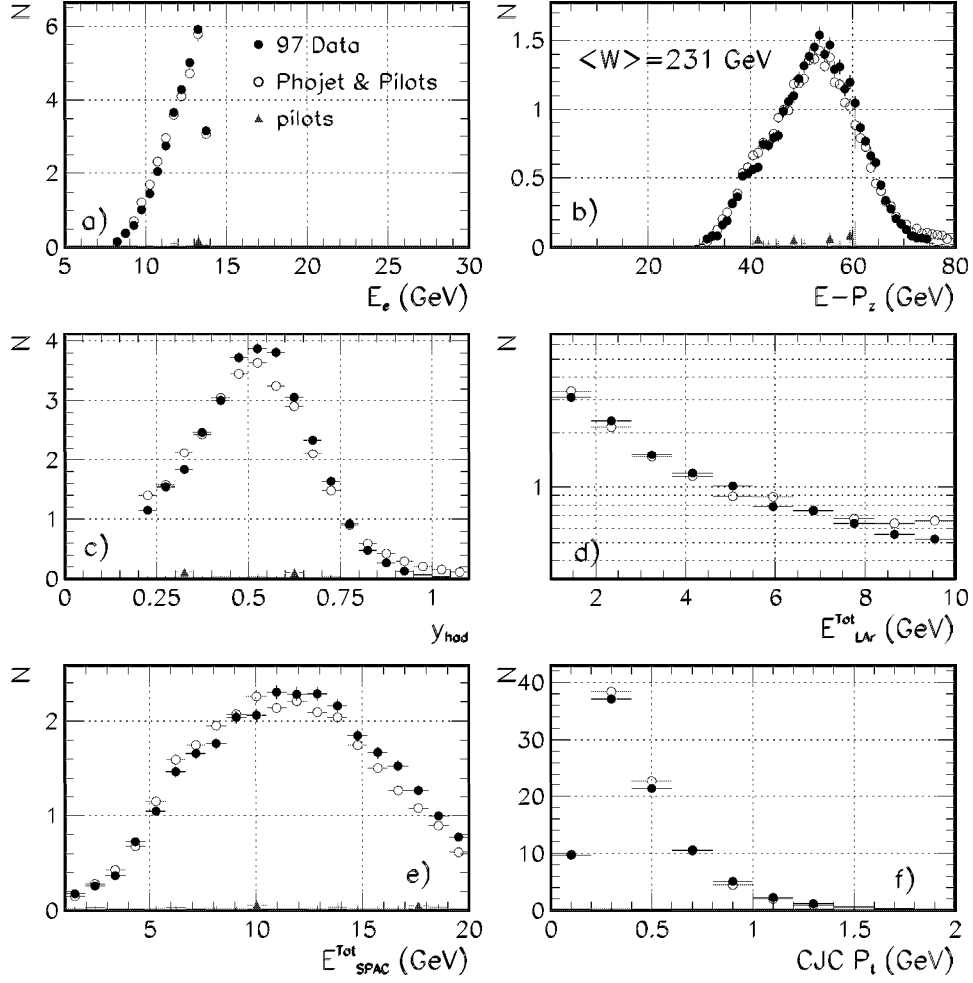 N
6
4
2
0
97 Data
Phojet & Pilots
pilots
a)
5 10 15 20 25 30
E_e (GeV)
N
1.5
1
0.5
0
<W>=231 GeV
b)
20 40 60 80
E-P_z (GeV)
N
4
3
2
1
0
c)
0 0.25 0.5 0.75 1
y_had
N
1
d)
2 4 6 8 10
E^Tot_LAr (GeV)
N
2
1
0
e)
5 10 15 20
E^Tot_SPAC (GeV)
N
40
30
20
10
0
f)
0 0.5 1 1.5 2
CJC P_t (GeV)